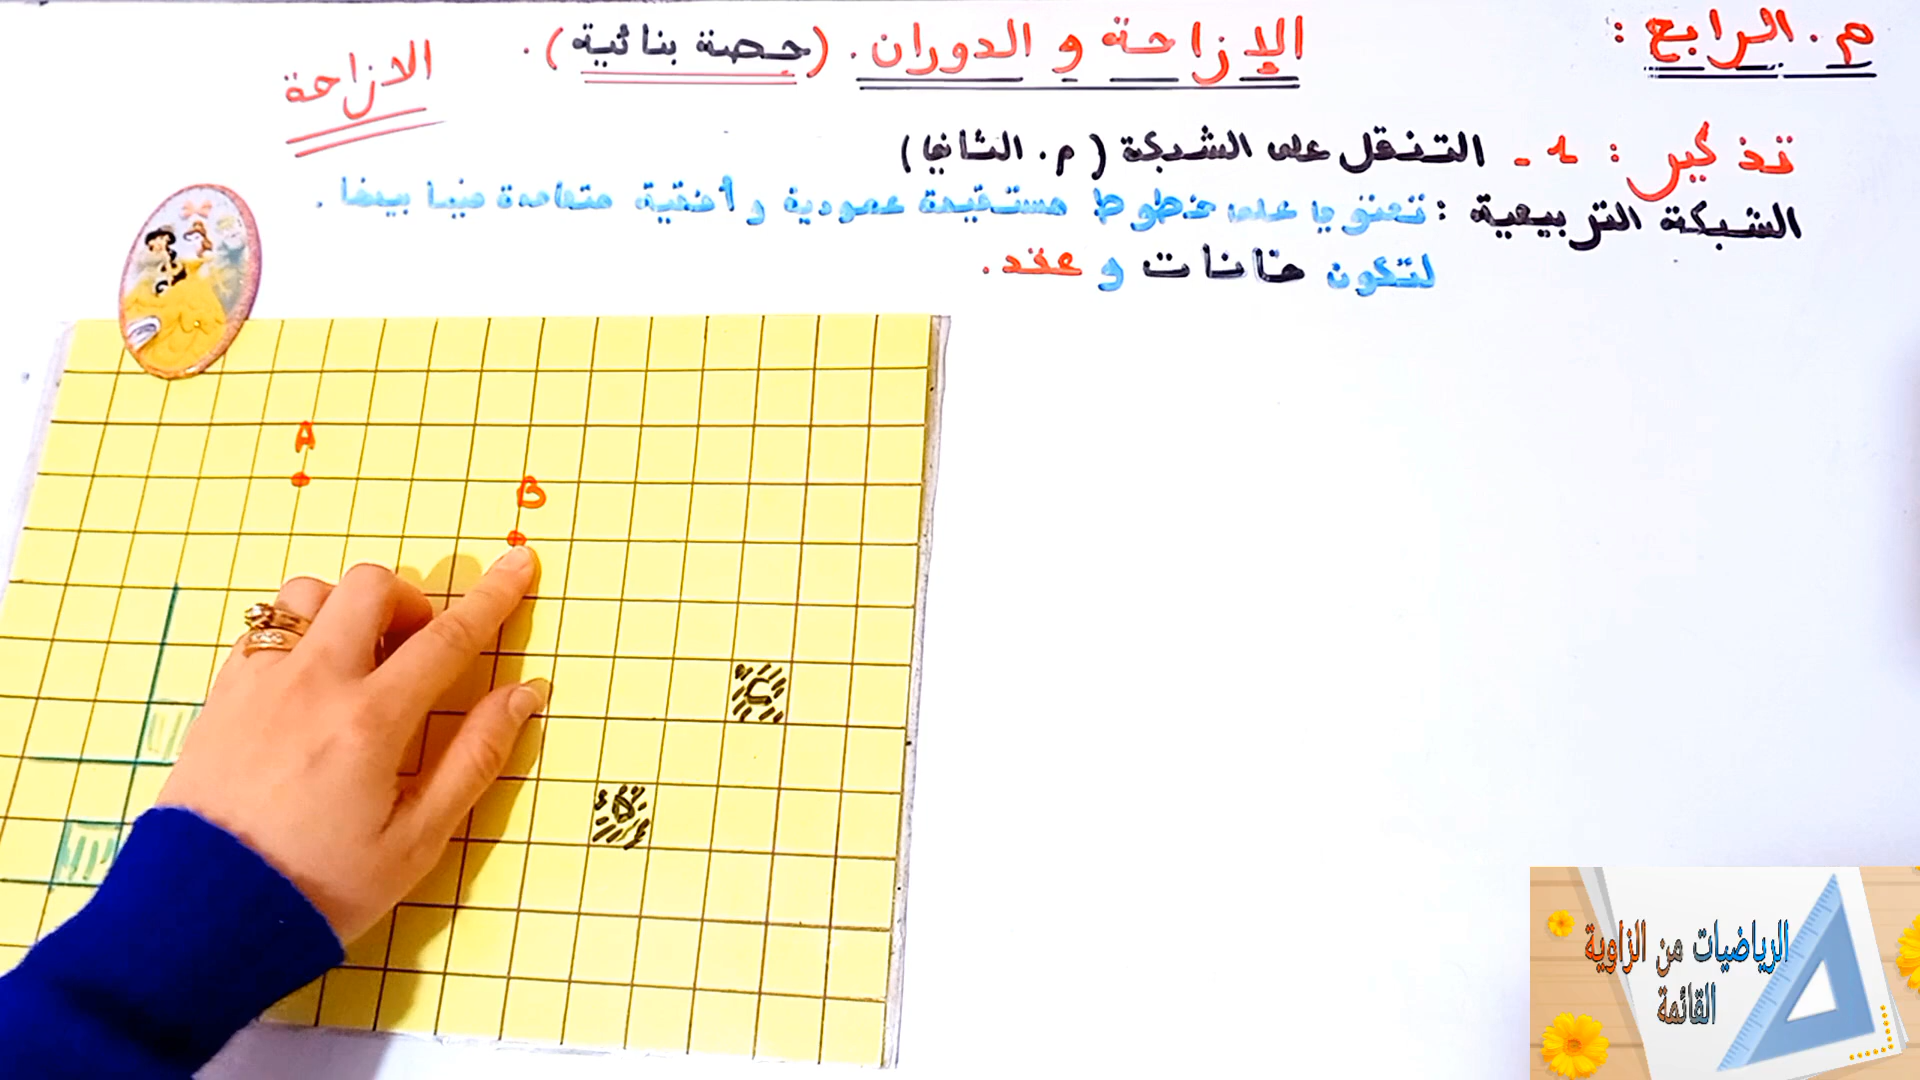 م. الرابع :
الإزاحة و الدوران. (حصة بنائية).
الازاحة
تذكير : 1- التنقل على الشبكة (م. الثاني)
الشبكة التربيعية : تحتوي على خطوط مستقيمة عمودية و أفقية متعامدة فيما بينها.
لتكون خانات و عقد.
A
B
C
D
الرياضيات من الزاوية
القائمة